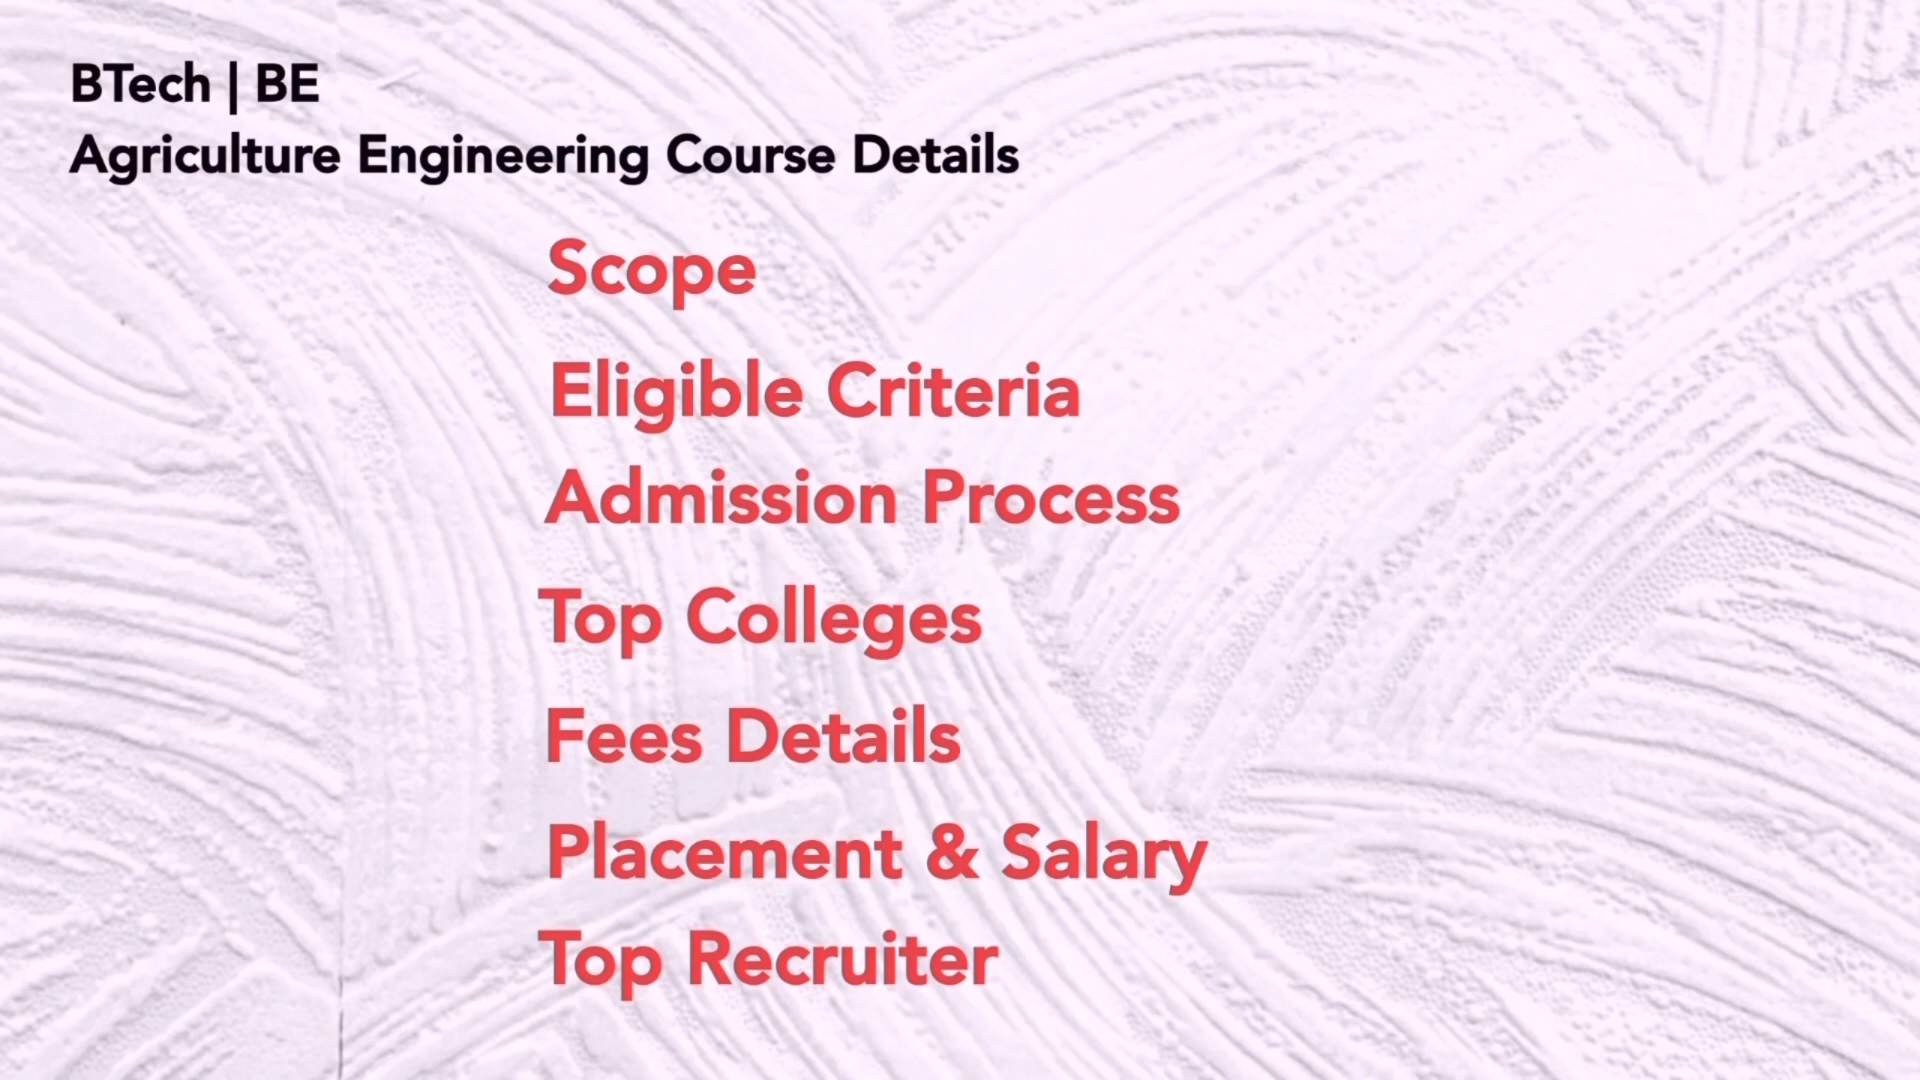 BTech | BE
Agriculture Engineering Course Details
Scope
Eligible Criteria
Admission Process
Top Colleges
Fees Details
Placement & Salary
Top Recruiter